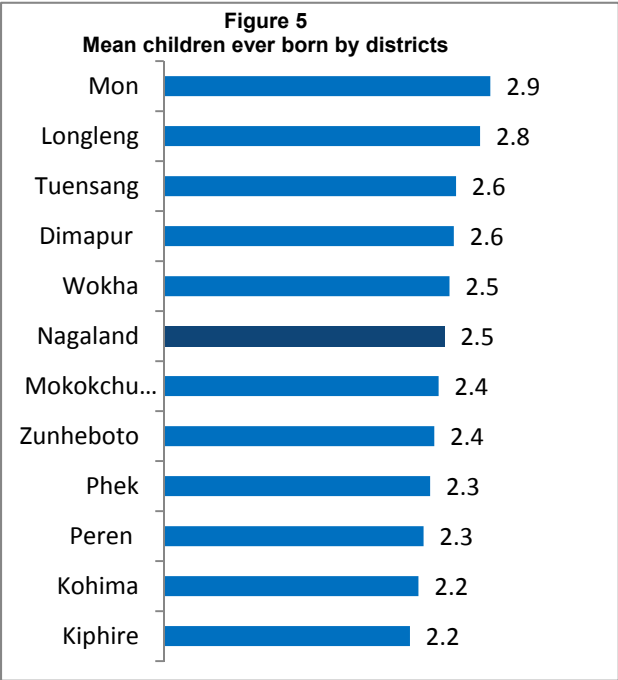 Figure 5
Mean children ever born by districts
Mon 2.9
Longleng 2.8
Tuensang 2.6
Dimapur 2.6
Wokha 2.5
Nagaland 2.5
Mokokchu... 2.4
Zunheboto 2.4
Phek 2.3
Peren 2.3
Kohima 2.2
Kiphire 2.2